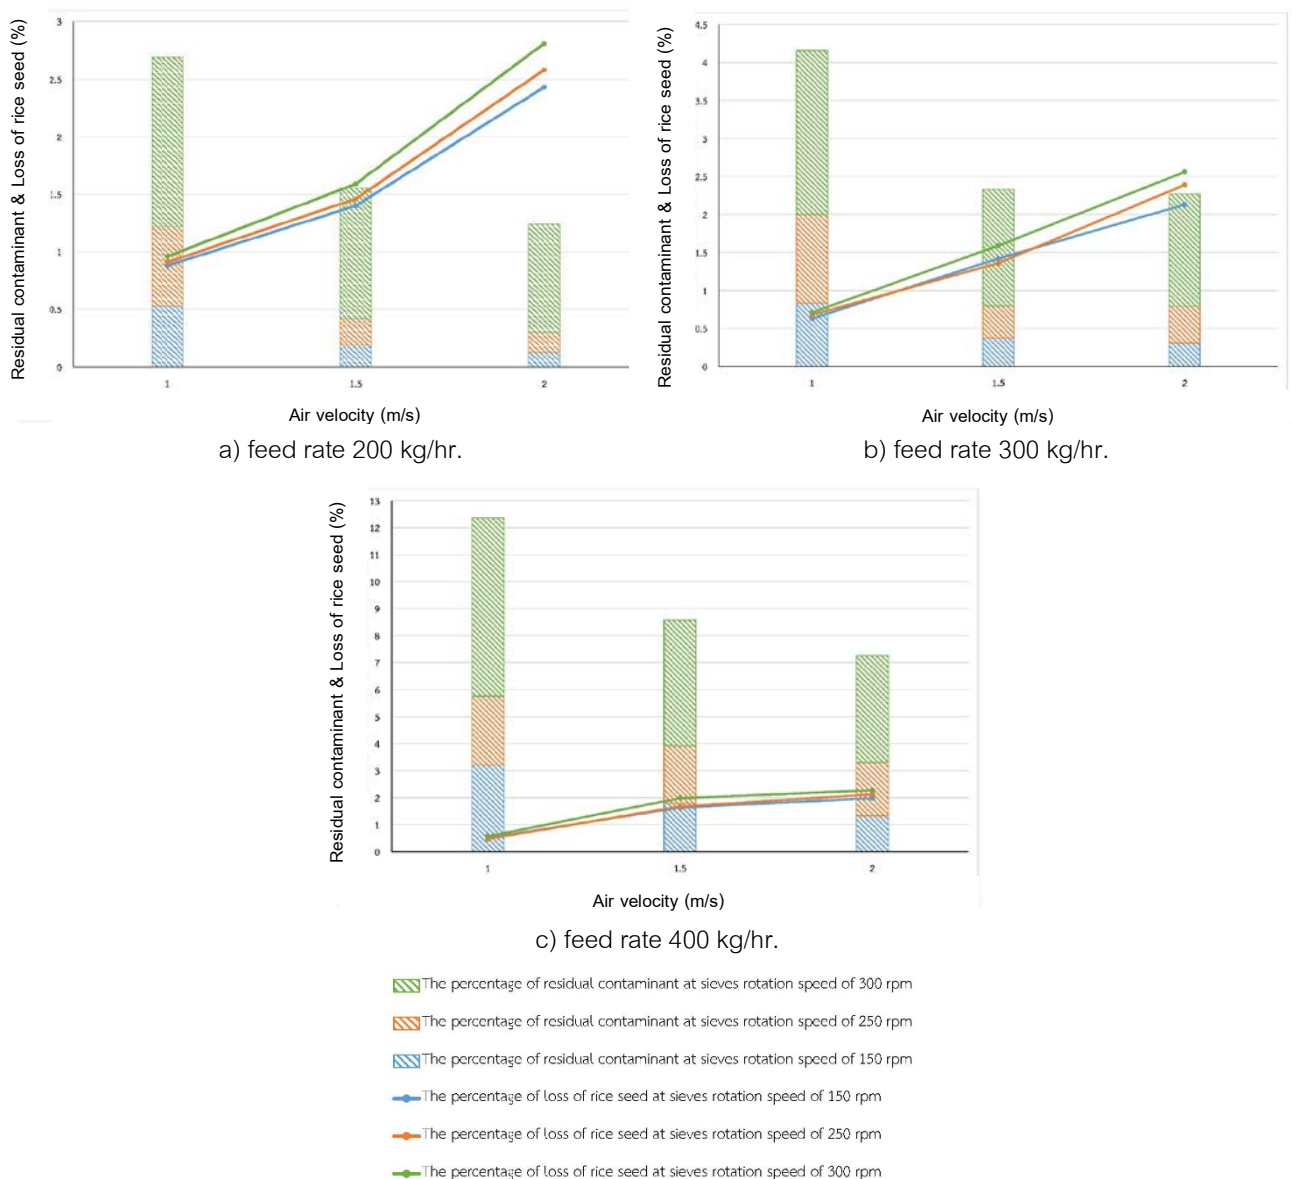 Residual contaminant & Loss of rice seed (%)
3
2.5
2
1.5
1
0.5
0
1
1.5
2
Air velocity (m/s)
a) feed rate 200 kg/hr.
Residual contaminant & Loss of rice seed (%)
4.5
4
3.5
3
2.5
2
1.5
1
0.5
0
1
1.5
2
Air velocity (m/s)
b) feed rate 300 kg/hr.
Residual contaminant & Loss of rice seed (%)
13
12
11
10
9
8
7
6
5
4
3
2
1
0
1
1.5
2
Air velocity (m/s)
c) feed rate 400 kg/hr.
The percentage of residual contaminant at sieves rotation speed of 300 rpm
The percentage of residual contaminant at sieves rotation speed of 250 rpm
The percentage of residual contaminant at sieves rotation speed of 150 rpm
The percentage of loss of rice seed at sieves rotation speed of 150 rpm
The percentage of loss of rice seed at sieves rotation speed of 250 rpm
The percentage of loss of rice seed at sieves rotation speed of 300 rpm